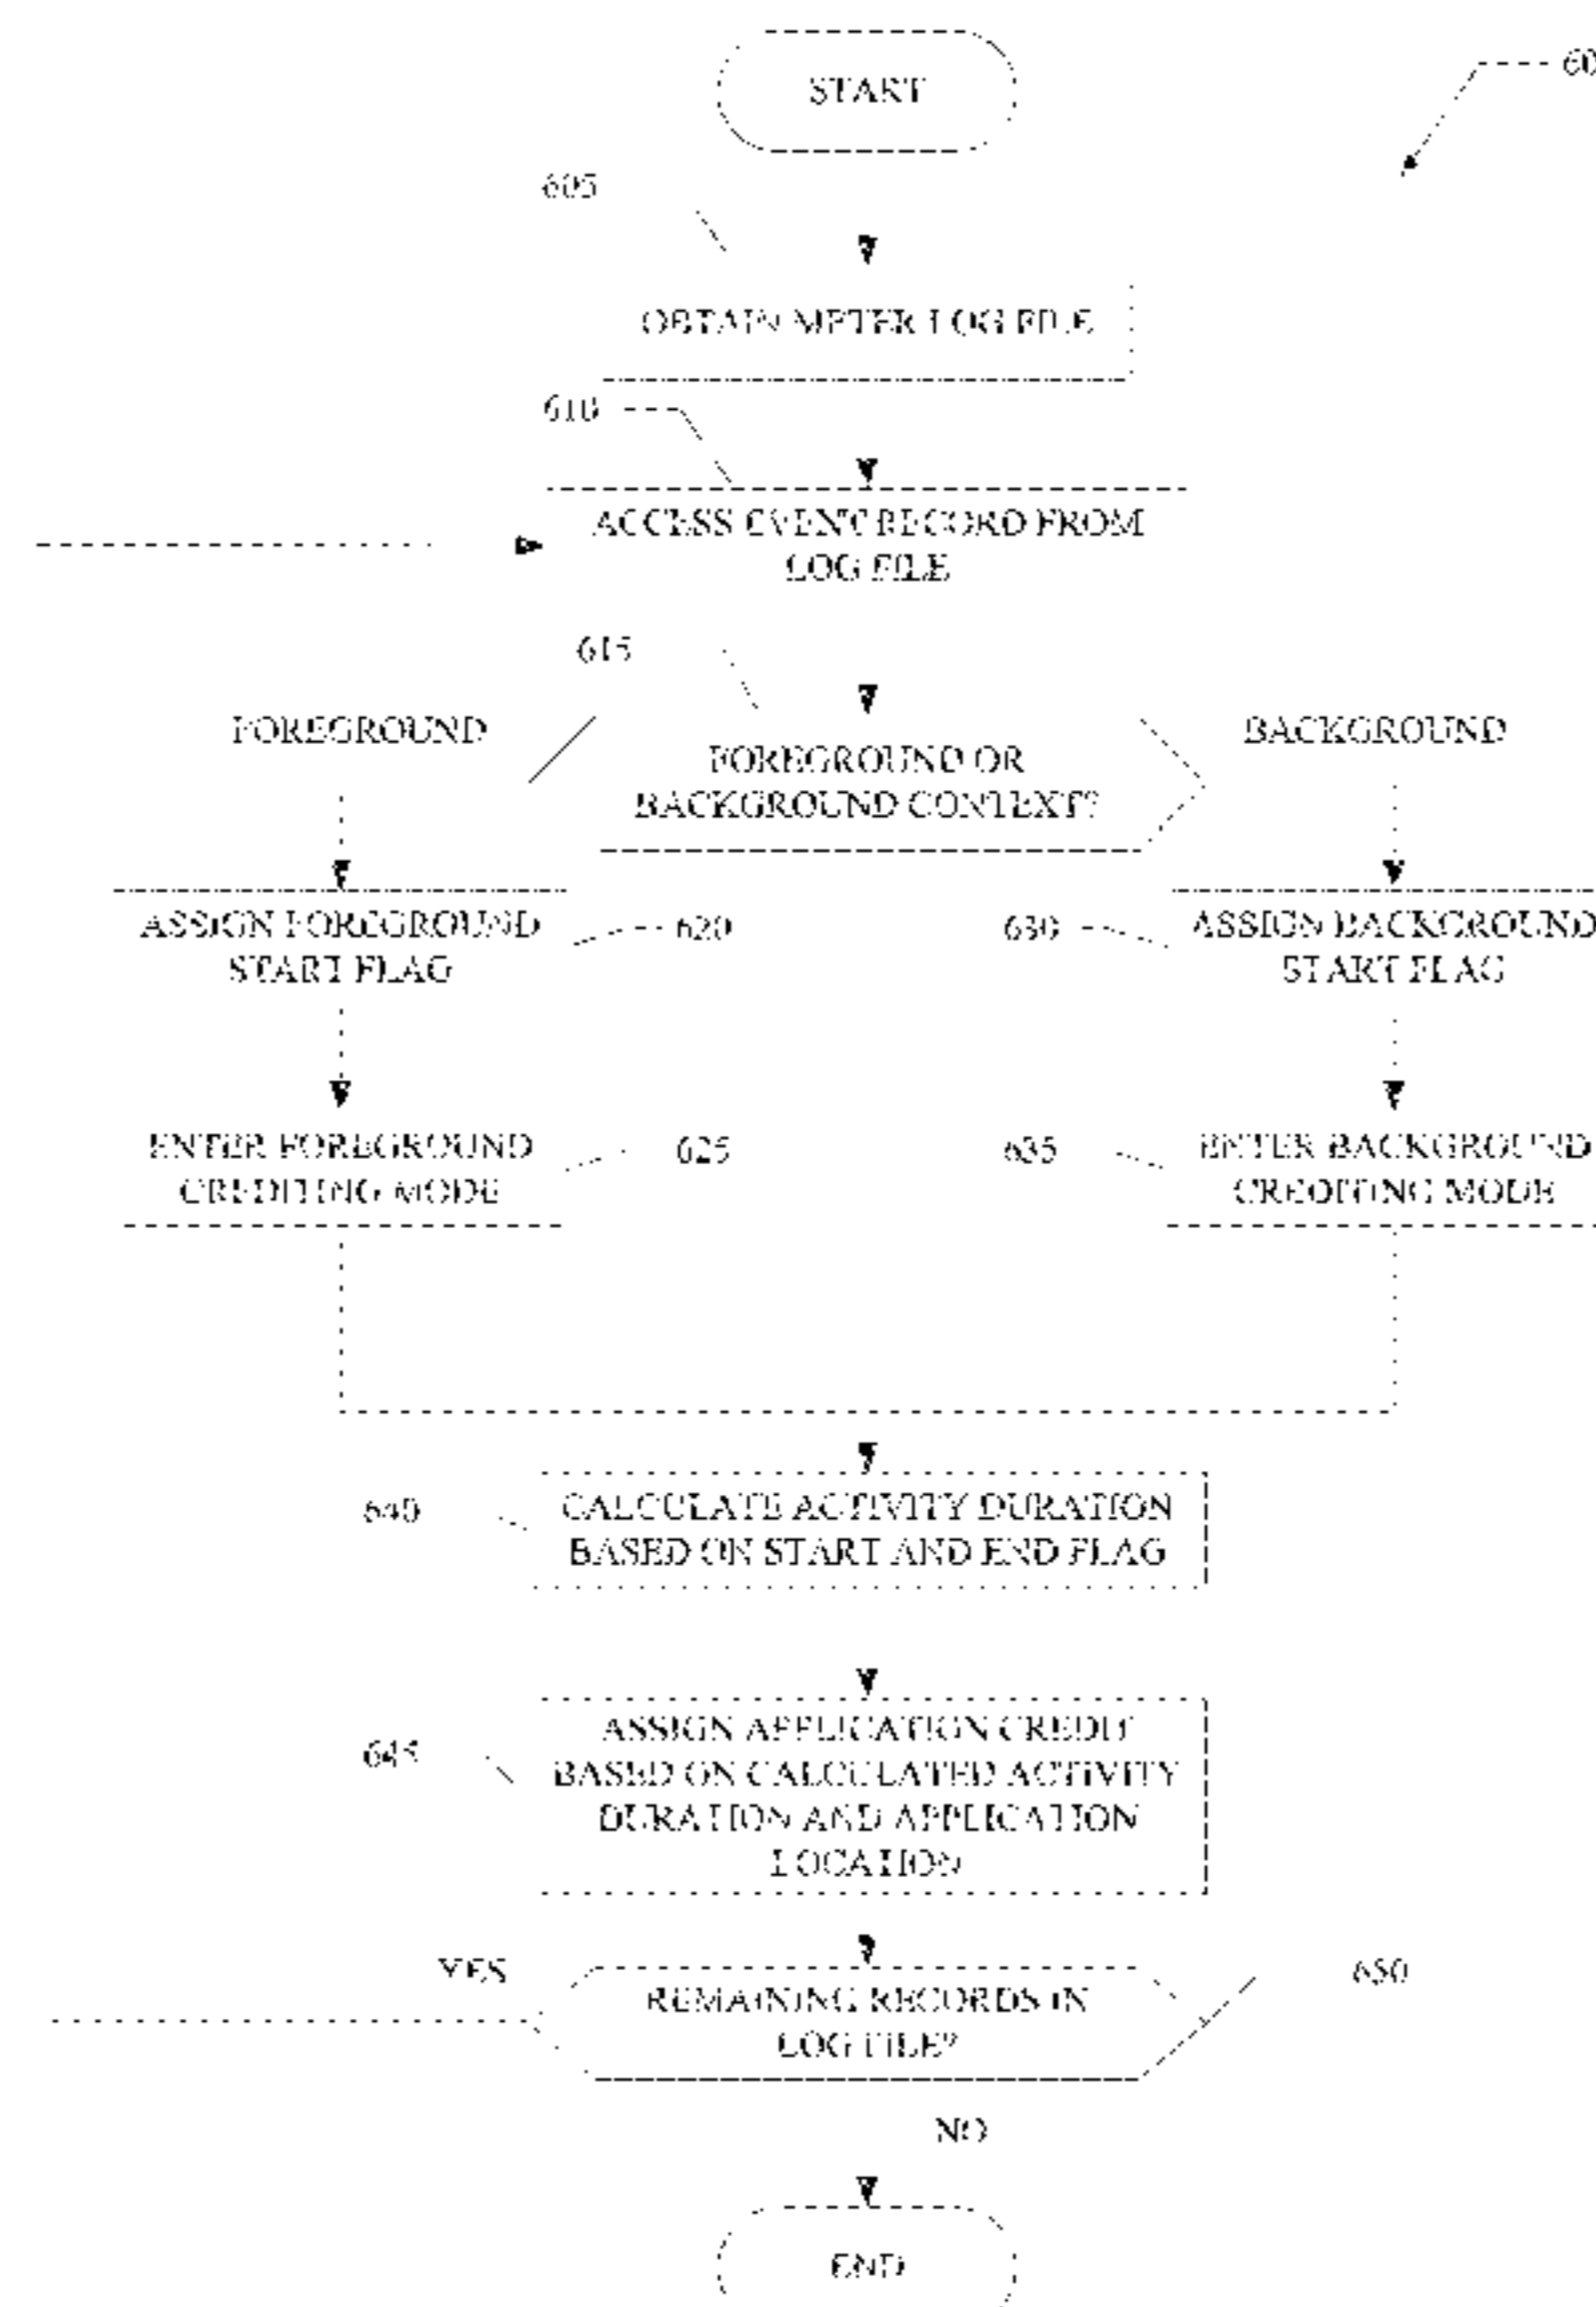 START
60
605
OBTAIN METER LOG FILE
610
ACCESS EVENT RECORD FROM
LOG FILE
615
FOREGROUND
FOREGROUND OR
BACKGROUND CONTEXT?
BACKGROUND
ASSIGN FOREGROUND
START FLAG
620
630
ASSIGN BACKGROUND
START FLAG
ENTER FOREGROUND
CREDITING MODE
625
635
ENTER BACKGROUND
CREDITING MODE
640
CALCULATE ACTIVITY DURATION
BASED ON START AND END FLAG
645
ASSIGN APPLICATION CREDIT
BASED ON CALCULATED ACTIVITY
DURATION AND APPLICATION
LOCATION
YES
REMAINING RECORDS IN
LOG FILE?
650
NO
END